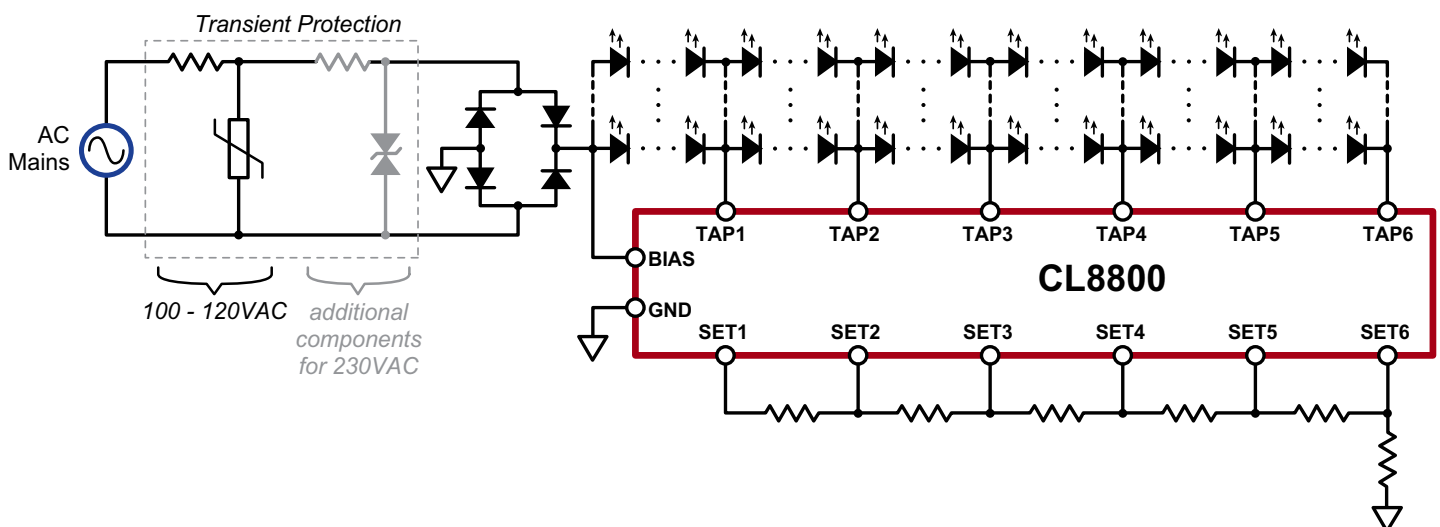 Transient Protection
AC
Mains
100 - 120VAC
additional
components
for 230VAC
TAP1 TAP2 TAP3 TAP4 TAP5 TAP6
BIAS
CL8800
GND
SET1 SET2 SET3 SET4 SET5 SET6